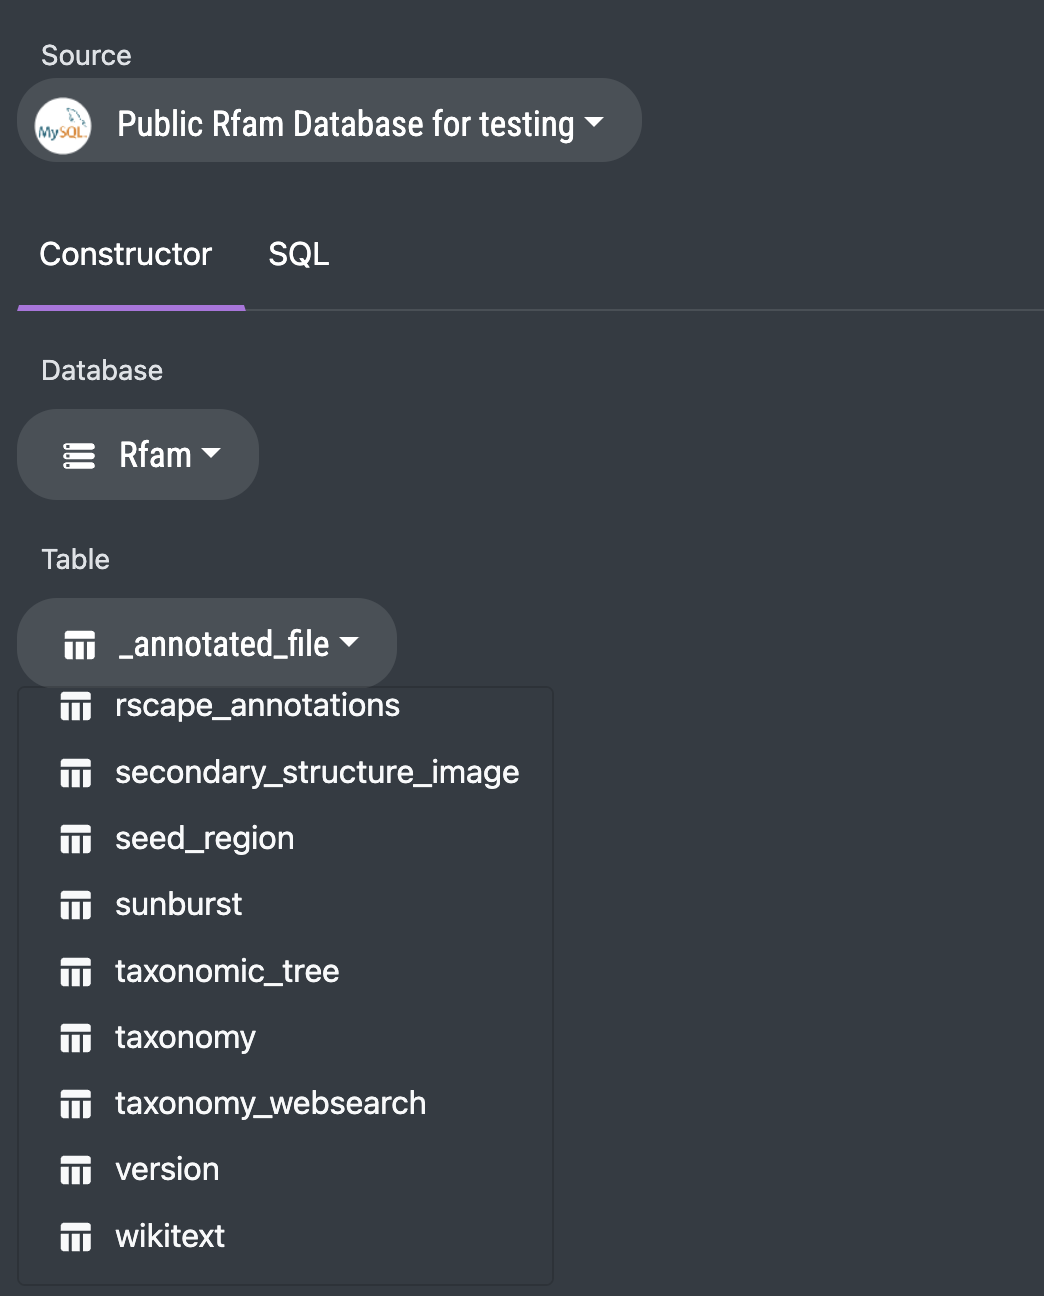 Source
MySQL
Public Rfam Database for testing
Constructor
SQL
Database
Rfam
Table
_annotated_file
rscape_annotations
secondary_structure_image
seed_region
sunburst
taxonomic_tree
taxonomy
taxonomy_websearch
version
wikitext